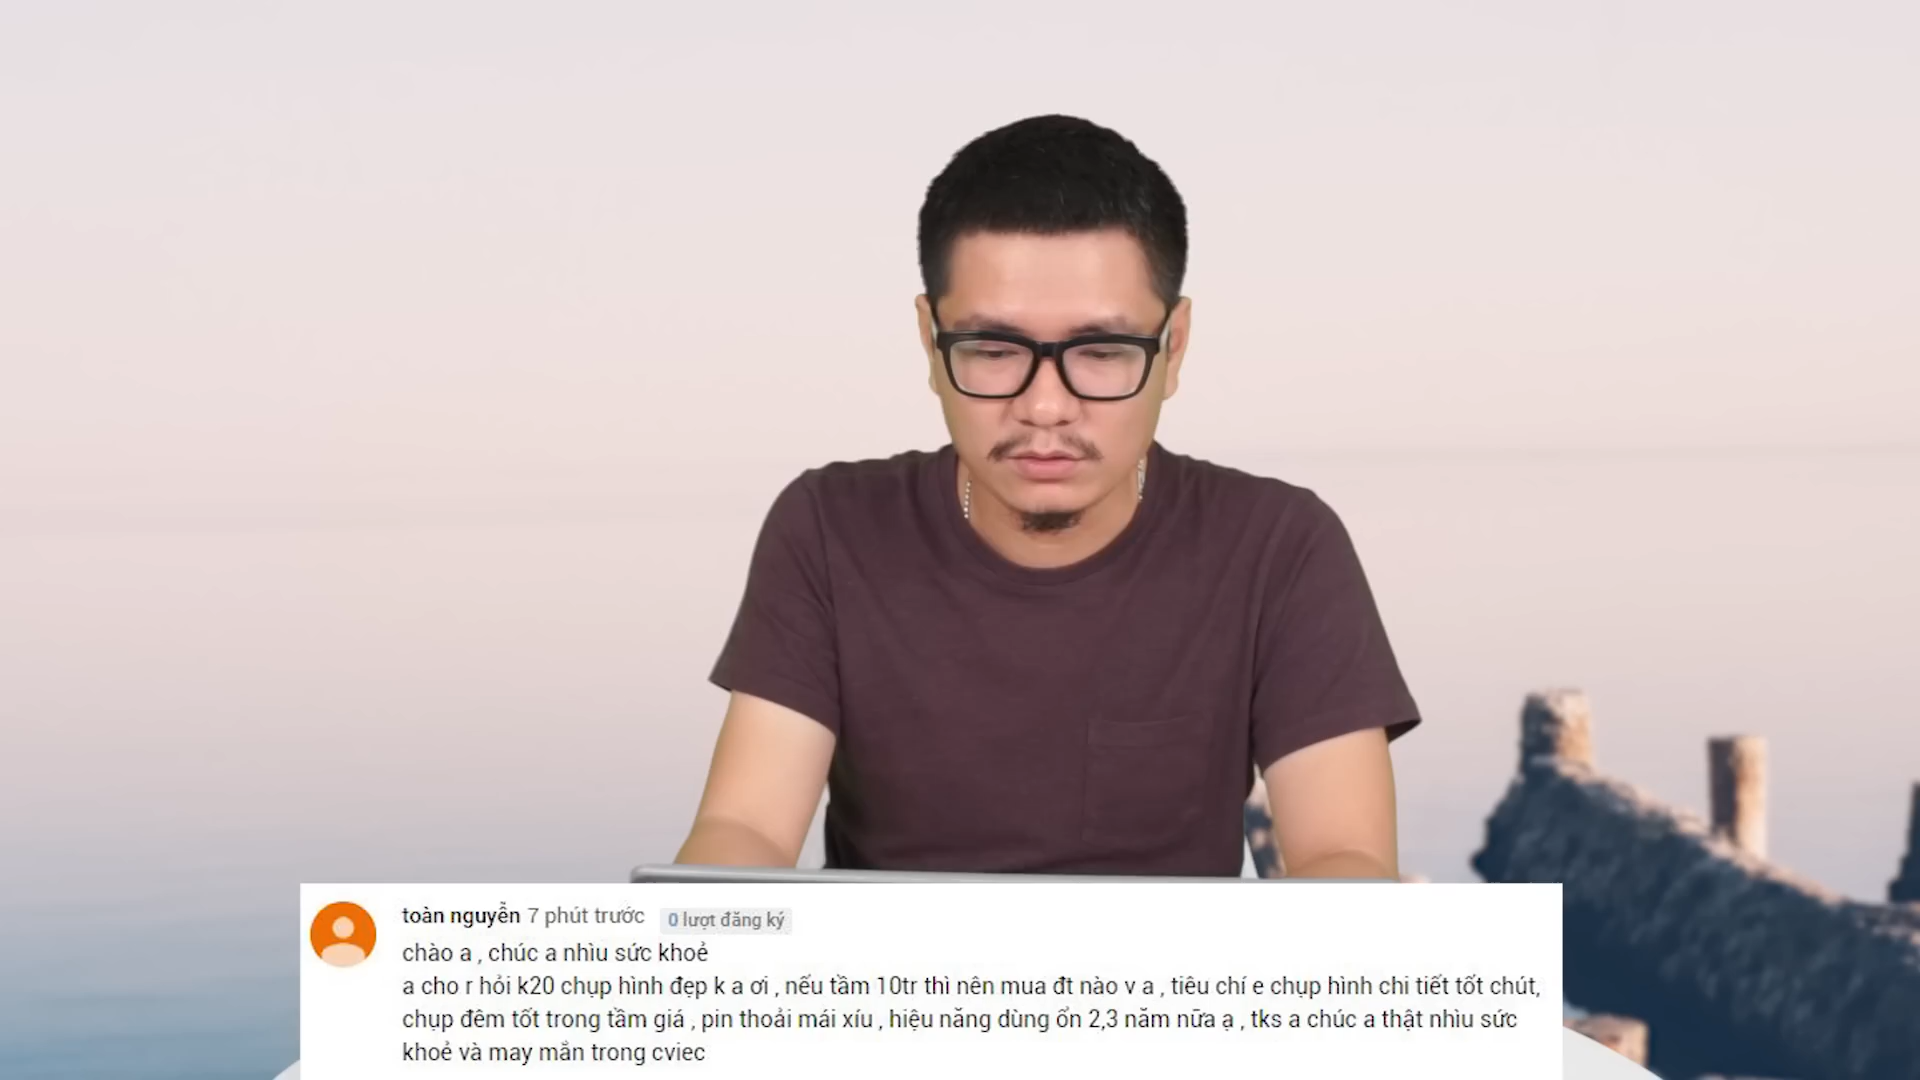 toàn nguyễn 7 phút trước 0 lượt đăng ký
chào a , chúc a nhìu sức khoẻ
a cho r hỏi k20 chụp hình đẹp k a ơi , nếu tầm 10tr thì nên mua đt nào v a , tiêu chí e chụp hình chi tiết tốt chút,
chụp đêm tốt trong tầm giá , pin thoải mái xíu , hiệu năng dùng ổn 2,3 năm nữa ạ , tks a chúc a thật nhìu sức
khoẻ và may mắn trong cviec